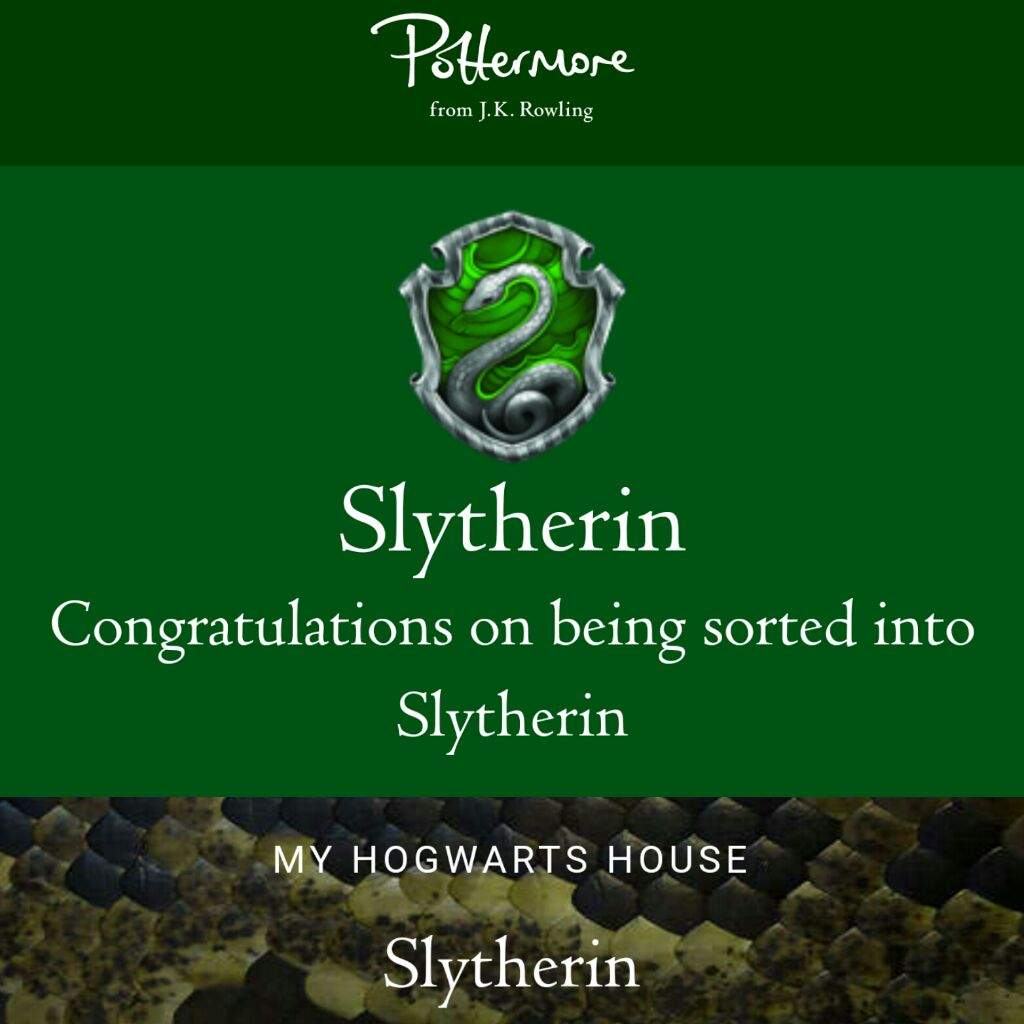 Pottermore
from J.K. Rowling
Slytherin
Congratulations on being sorted into
Slytherin
MY HOGWARTS HOUSE
Slytherin